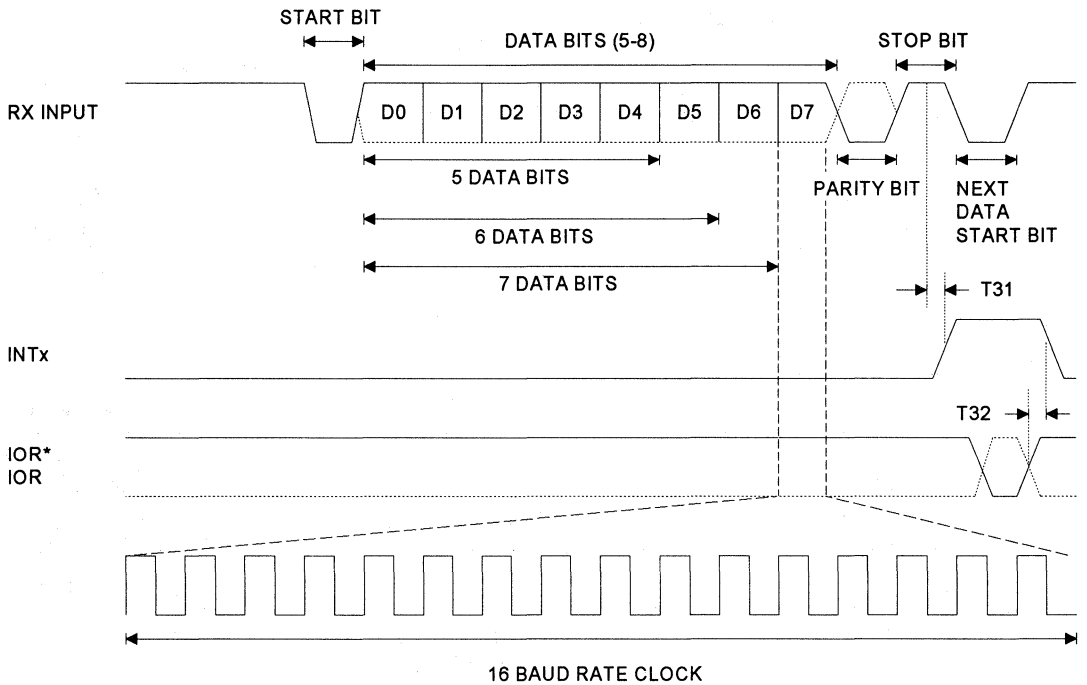 START BIT
DATA BITS (5-8)
STOP BIT
RX INPUT
D0 D1 D2 D3 D4 D5 D6 D7
5 DATA BITS
PARITY BIT
NEXT
DATA
START BIT
6 DATA BITS
7 DATA BITS
T31
INTx
T32
IOR*
IOR
16 BAUD RATE CLOCK